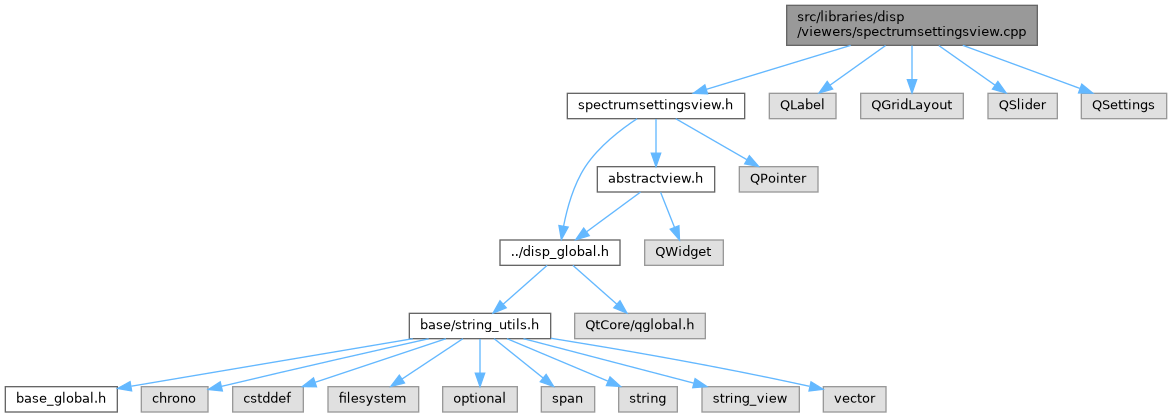 src/libraries/disp
/viewers/spectrumsettingsview.cpp
spectrumsettingsview.h
QLabel
QGridLayout
QSlider
QSettings
abstractview.h
QPointer
../disp_global.h
QWidget
base/string_utils.h
QtCore/qglobal.h
base_global.h
chrono
cstddef
filesystem
optional
span
string
string_view
vector